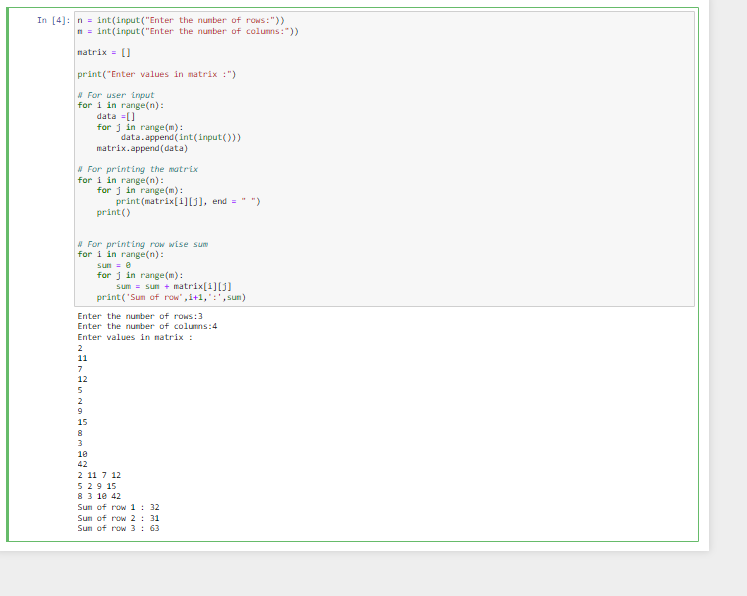 In [4]: n = int(input("Enter the number of rows:"))
m = int(input("Enter the number of columns:"))
matrix = []
print("Enter values in matrix :")
# For user input
for i in range(n):
data =[]
for j in range(m):
data.append(int(input()))
matrix.append(data)
# For printing the matrix
for i in range(n):
for j in range(m):
print(matrix[i][j], end = " ")
print()
# For printing row wise sum
for i in range(n):
sum = 0
for j in range(m):
sum = sum + matrix[i][j]
print('Sum of row',i+1,':',sum)
Enter the number of rows:3
Enter the number of columns:4
Enter values in matrix :
2
11
7
12
5
2
9
15
8
3
10
42
2 11 7 12
5 2 9 15
8 3 10 42
Sum of row 1 : 32
Sum of row 2 : 31
Sum of row 3 : 63